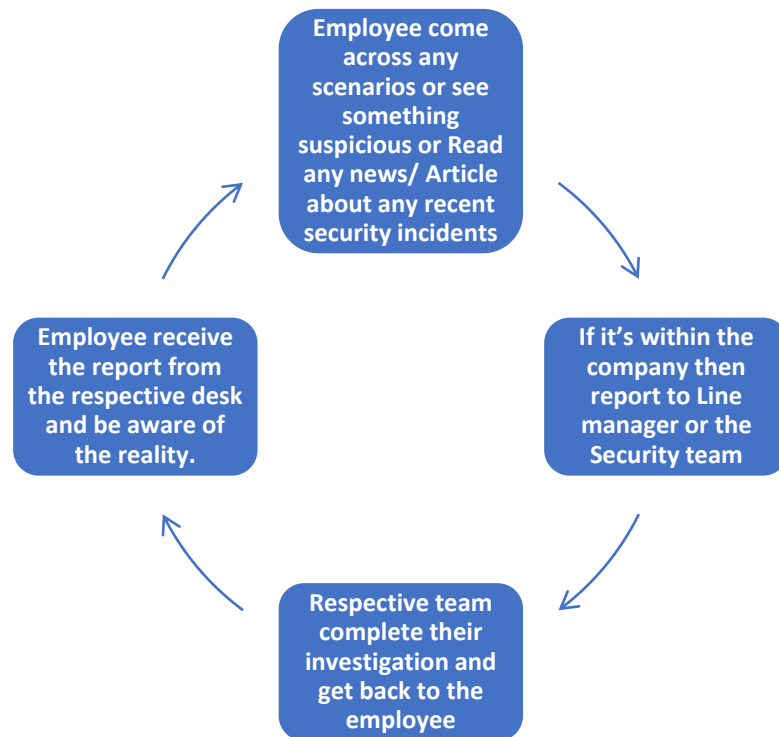 Employee come
across any
scenarios or see
something
suspicious or Read
any news/ Article
about any recent
security incidents
If it’s within the
company then
report to Line
manager or the
Security team
Respective team
complete their
investigation and
get back to the
employee
Employee receive
the report from
the respective desk
and be aware of
the reality.